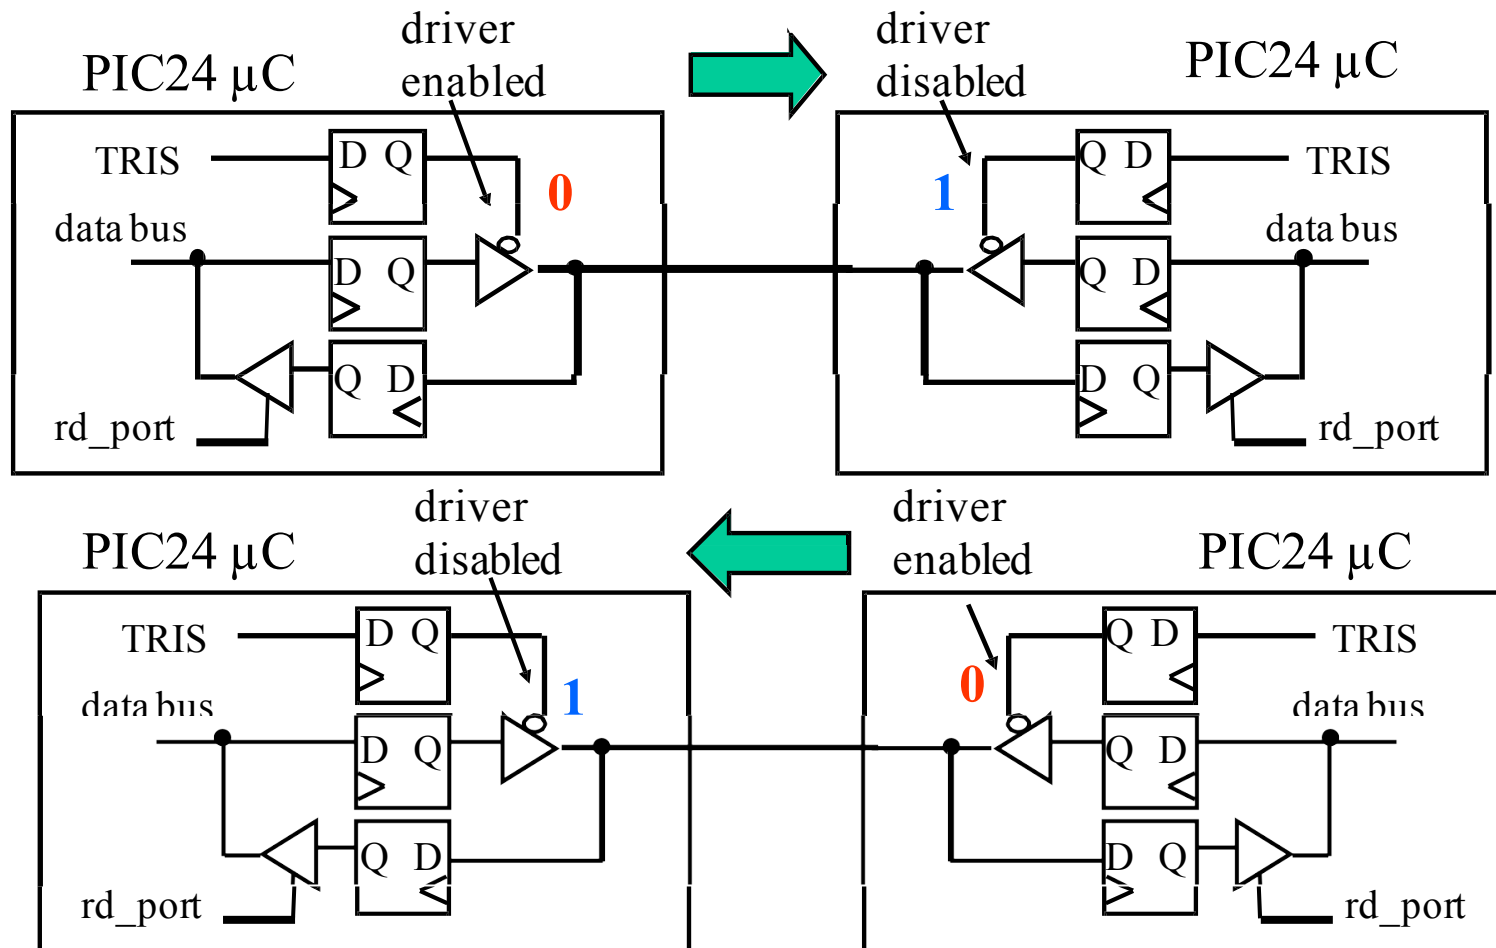 driver
enabled
driver
disabled
PIC24 µC
PIC24 µC
TRIS
D Q
0
1
Q D
TRIS
data bus
D Q
Q D
data bus
Q D
D Q
rd_port
rd_port
driver
disabled
driver
enabled
PIC24 µC
PIC24 µC
TRIS
D Q
1
0
Q D
TRIS
data bus
D Q
Q D
data bus
Q D
D Q
rd_port
rd_port